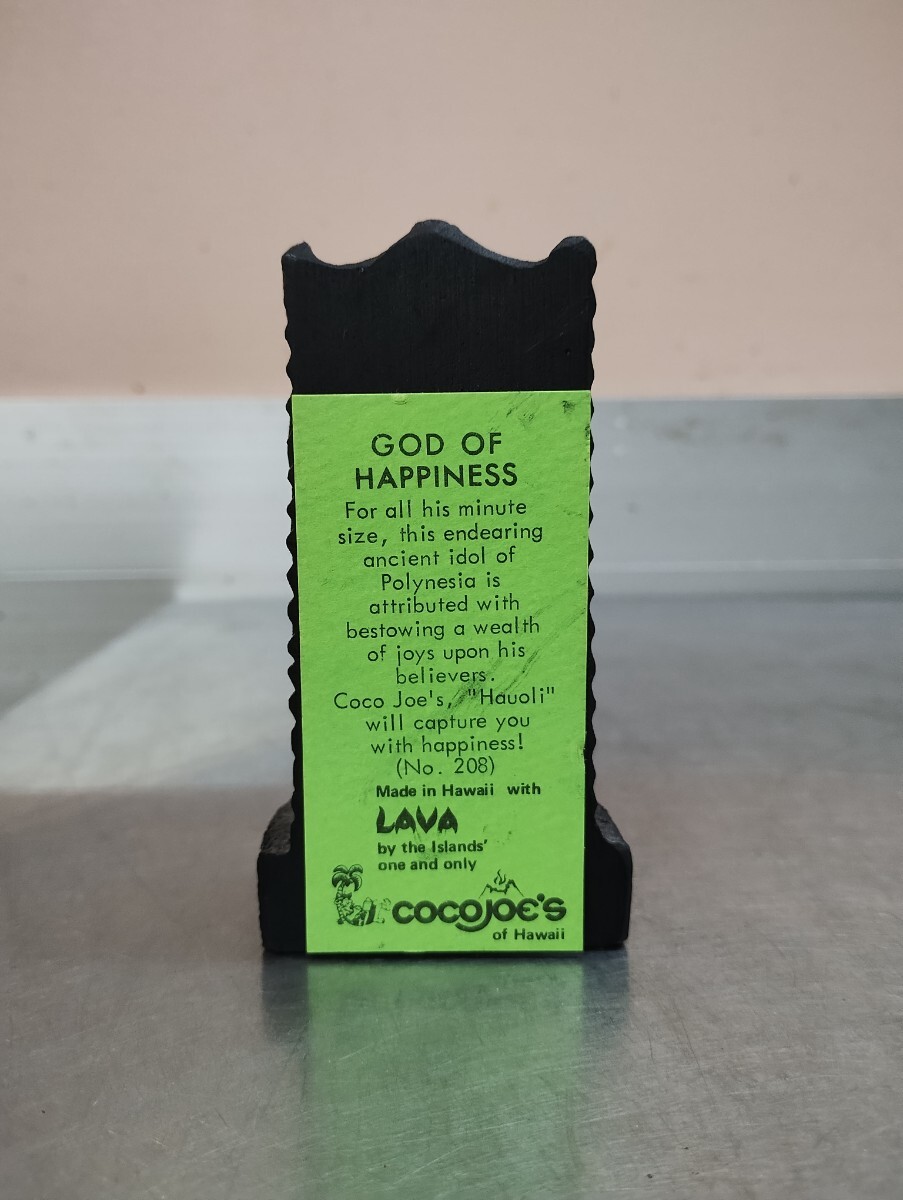 GOD OF
HAPPINESS
For all his minute
size, this endearing
ancient idol of
Polynesia is
attributed with
bestowing a wealth
of joys upon his
believers.
Coco Joe's, "Hauoli"
will capture you
with happiness!
(No. 208)
Made in Hawaii with
LAVA
by the Islands'
one and only
COCO JOE'S
of Hawaii